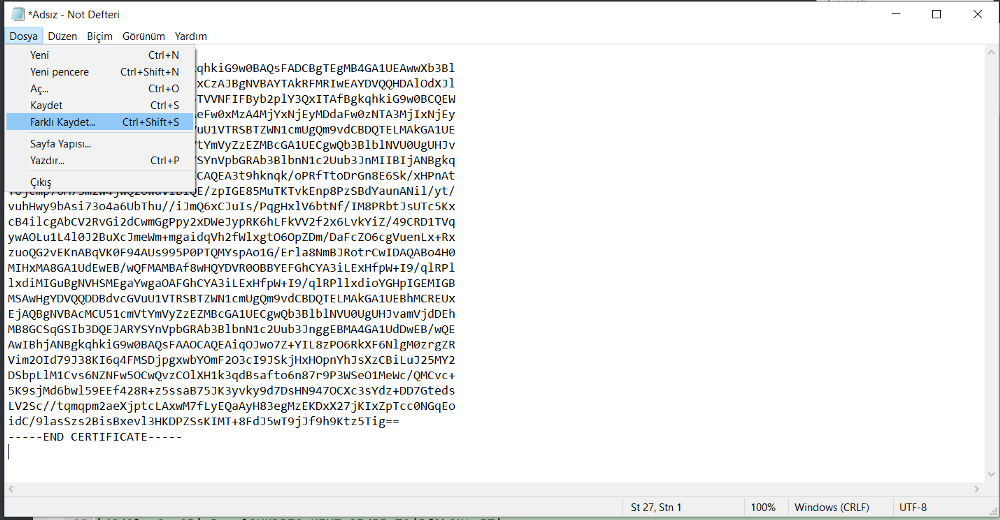 *Adsız - Not Defteri
Dosya Düzen Biçim Görünüm Yardım
Yeni Ctrl+N
Yeni pencere Ctrl+Shift+N
Aç... Ctrl+O
Kaydet Ctrl+S
Farklı Kaydet... Ctrl+Shift+S
Sayfa Yapısı... 
Yazdır... Ctrl+P
Çıkış
qhkiG9w0BAQsFADCBgTEgMB4GA1UEAwwXb3Bl
xCzAJBgNVBAYTAkRFMRIwEAYDVQQHDAlOdXJl
TVVNFIFByb2plY3QxITAfBgkqhkiG9w0BCQEW
eFw0xMzA4MjYxNjEyMDdaFw0zNTA3MjIxNjEy
uU1VTRSBTZWN1cmUgQm9vdCBDQTELMAkGA1UE
tYmVyZzEZMBcGA1UECgwQb3BlblNVU0UgUHJv
YSYnVpbGRAb3BlbnN1c2Uub3JnMIIBIjANBgkq
CAQEA3t9hknqk/oPRfTtoDrGn8E6Sk/xHPnAt
vuhHwy9bAsi73o4a6UbThu//iJmQ6xCJuIs/PqgHxlV6btNf/IM8PRbtJsUTc5Kx
cB4ilcgAbCV2RvGi2dCwmGgPpy2xDWeJypRK6hLFkVV2f2x6LvkYiZ/49CRD1TVq
ywAOLu1L4l0J2BuXcJmeWm+mgaidqVh2fWlxgtO6OpZDm/DaFcZO6cgVuenLx+Rx
zuoQG2vEKnABqVK0F94AUs995P0PTQMYspAo1G/Erla8NmBJRotrCwIDAQABo4H0
MIHxMA8GA1UdEwEB/wQFMAMBAf8wHQYDVR0OBBYEFGhCYA3iLExHfpW+I9/qlRPl
lxdiMIGuBgNVHSMEgaYwgaOAFGhCYA3iLExHfpW+I9/qlRPllxdioYGHpIGEMIGB
MSAwHgYDVQQDDBdvcGVuU1VTRSBTZWN1cmUgQm9vdCBDQTELMAkGA1UEBhMCREUx
EjAQBgNVBAcMCU51cmVtYmVyZzEZMBcGA1UECgwQb3BlblNVU0UgUHJvamVjdDEh
MB8GCSqGSIb3DQEJARYSYnVpbGRAb3BlbnN1c2Uub3JnggEBMA4GA1UdDwEB/wQE
AwIBhjANBgkqhkiG9w0BAQsFAAOCAQEAiqOJwo7Z+YIL8zPO6RkXF6NlgM0zrgZR
Vim2OId79J38KI6q4FMSDjpgxwbYOmF2O3cI9JSkjHxHOpnYhJsXzCBiLuJ25MY2
DSbpLlM1Cvs6NZNFw5OCwQvzCOlXH1k3qdBsafto6n87r9P3WSeO1MeWc/QMCvc+
5K9sjMd6bwl59EEf428R+z5ssaB75JK3yvky9d7DsHN947OCXc3sYdz+DD7Gteds
LV2Sc//tqmqpm2aeXjptcLAxwM7fLyEQaAyH83egMzEKDxX27jKIxZpTcc0NGqEo
idC/9lasSzs2BisBxevl3HKDPZSsKIMT+8FdJ5wT9jJf9h9Ktz5Tig==
-----END CERTIFICATE-----
St 27, Stn 1 100% Windows (CRLF) UTF-8